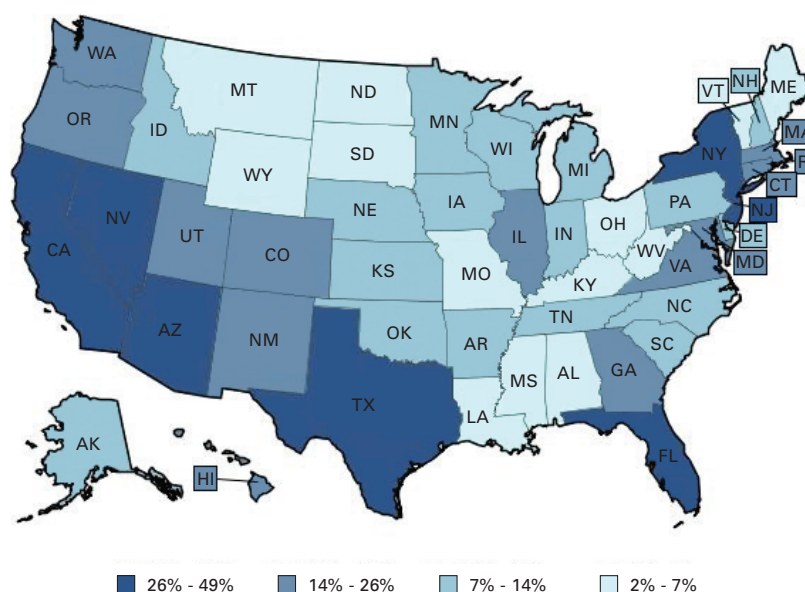 WA
MT
ND
OR
ID
MN
WI
SD
WY
MI
VT
NH
ME
NY
MA
CT
NJ
PA
DE
MD
NV
UT
CO
NE
IA
IL
IN
OH
WV
VA
CA
KS
MO
KY
AZ
NM
OK
AR
TN
NC
SC
TX
LA
MS
AL
GA
FL
AK
HI
26% - 49%
14% - 26%
7% - 14%
2% - 7%